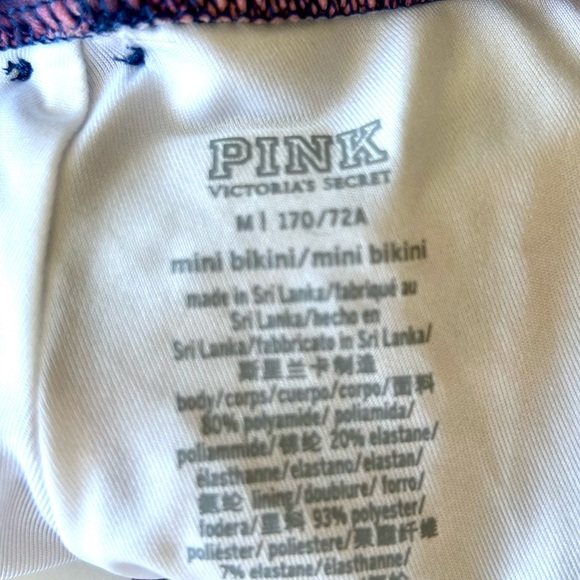 PINK
VICTORIA'S SECRET
M | 170/72A
mini bikini/mini bikini
made in Sri Lanka/fabriqué au
Sri Lanka/hecho en
Sri Lanka/fabbricato in Sri Lanka/
斯里兰卡制造
body/corps/cuerpo/corpo/面料
80% polyamide/ poliamida/
poliammide/锦纶 20% elastane/
élasthanne/elastano/elastan/
氨纶 lining/doublure/ forro/
fodera/里料 93% polyester/
poliéster/ poliestere/聚酯纤维
7% elastane/élasthanne/